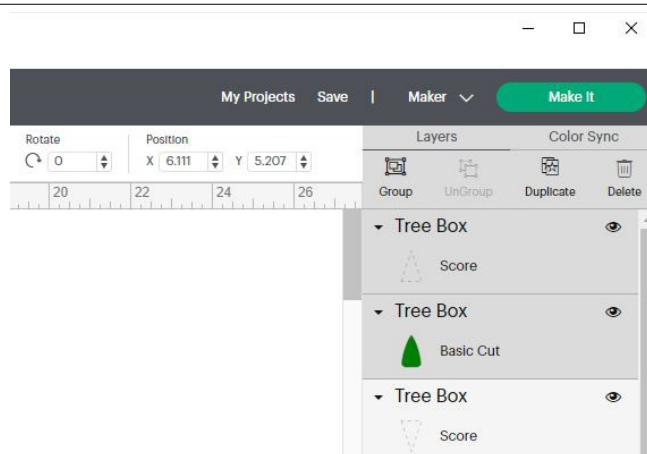 My Projects Save | Maker Make It
Rotate Position Layers Color Sync
0 X 6.111 Y 5.207
Group UnGroup Duplicate Delete
20 22 24 26
Tree Box
Score
Tree Box
Basic Cut
Tree Box
Score